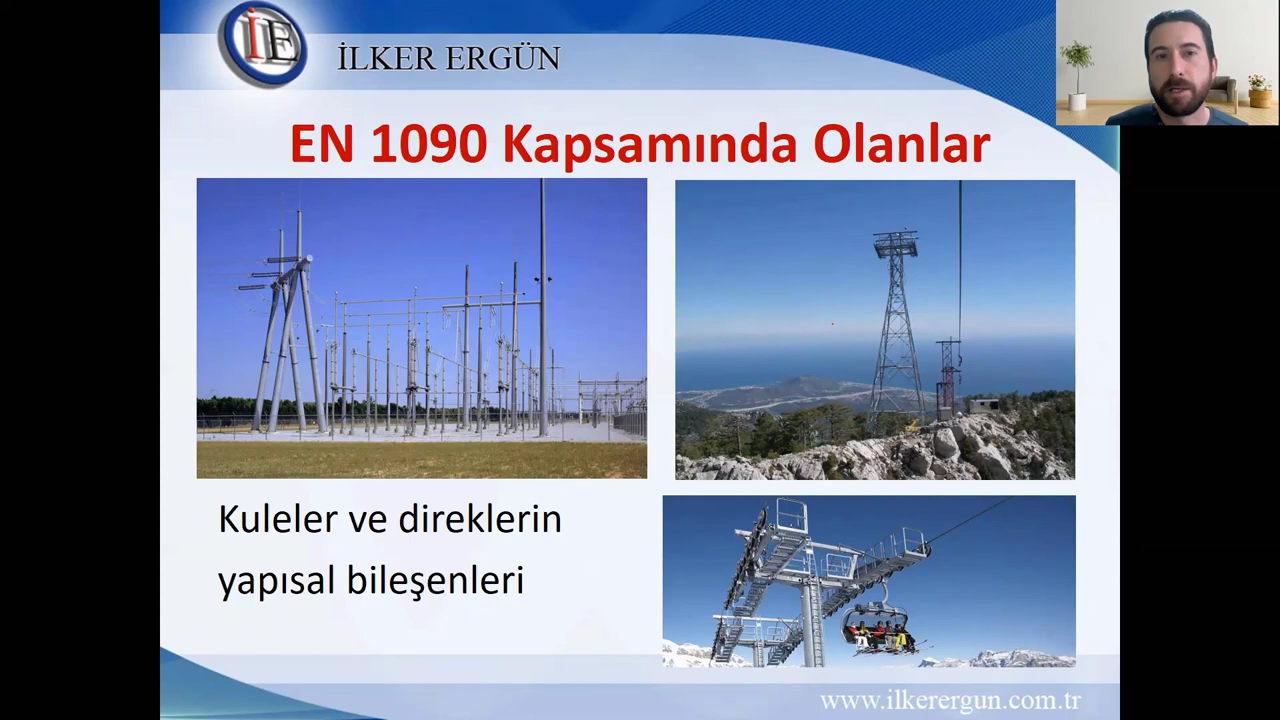 İE
İLKER ERGÜN
EN 1090 Kapsamında Olanlar
Kuleler ve direklerin
yapısal bileşenleri
www.ilkerergun.com.tr